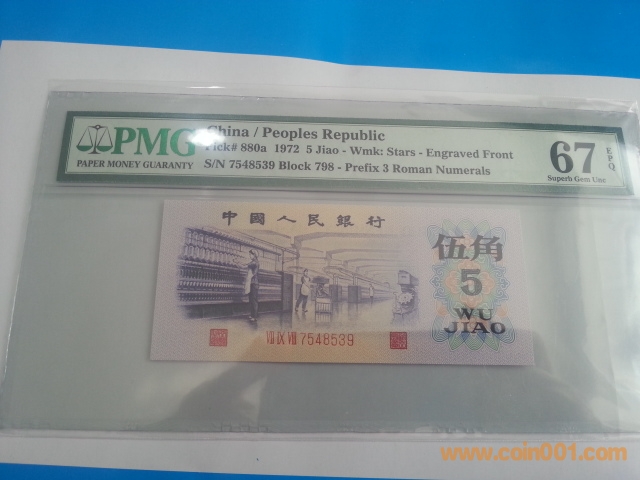 PMG
PAPER MONEY GUARANTY
China / Peoples Republic
Pick# 880a 1972 5 Jiao - Wmk: Stars - Engraved Front
S/N 7548539 Block 798 - Prefix 3 Roman Numerals
67 EPQ
Superb Gem Unc
中國人民銀行
伍角
5
WU
JIAO
VII IX VIII 7548539
www.coin001.com